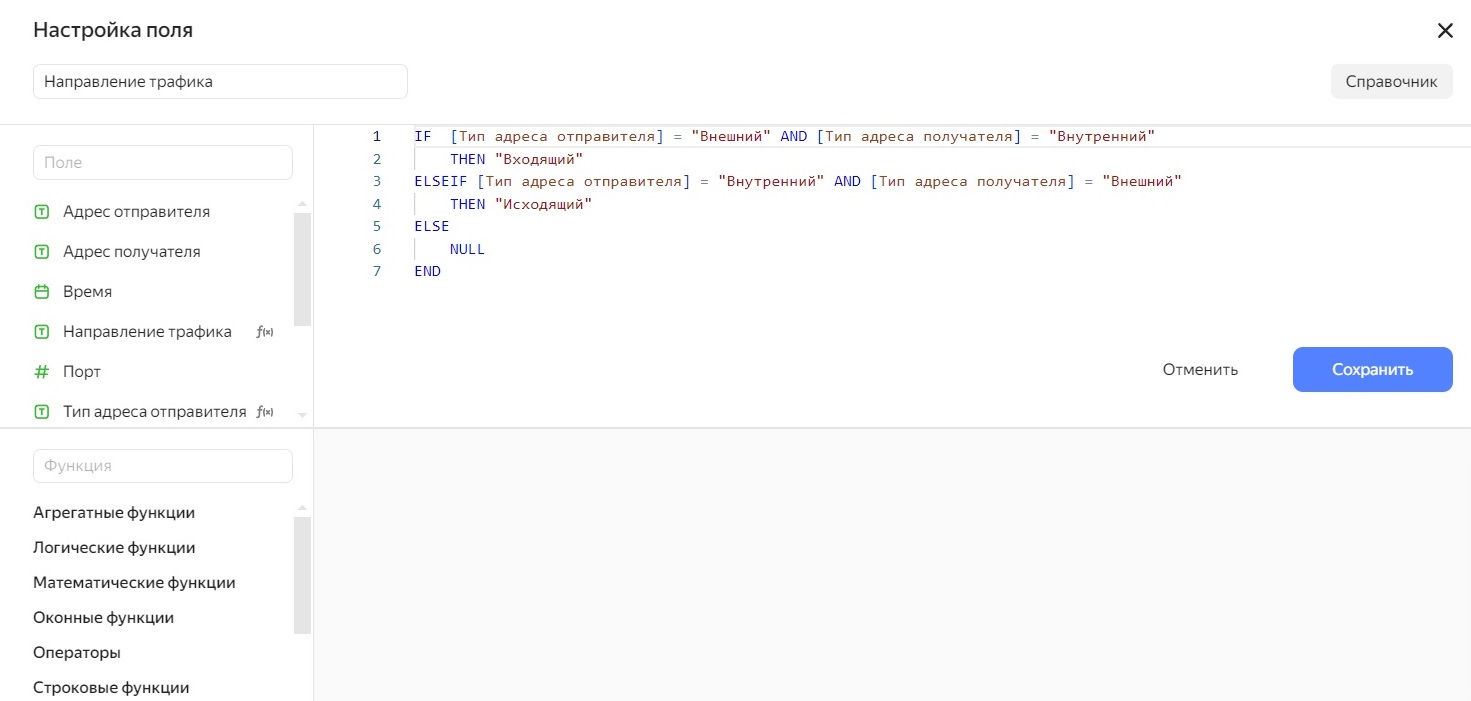 Настройка поля
Направление трафика
Справочник
Поле
Адрес отправителя
Адрес получателя
Время
Направление трафика f(x)
Порт
Тип адреса отправителя f(x)
1 IF  [Тип адреса отправителя] = "Внешний" AND [Тип адреса получателя] = "Внутренний"
2     THEN "Входящий"
3 ELSEIF [Тип адреса отправителя] = "Внутренний" AND [Тип адреса получателя] = "Внешний"
4     THEN "Исходящий"
5 ELSE
6     NULL
7 END
Отменить
Сохранить
Функция
Агрегатные функции
Логические функции
Математические функции
Оконные функции
Операторы
Строковые функции